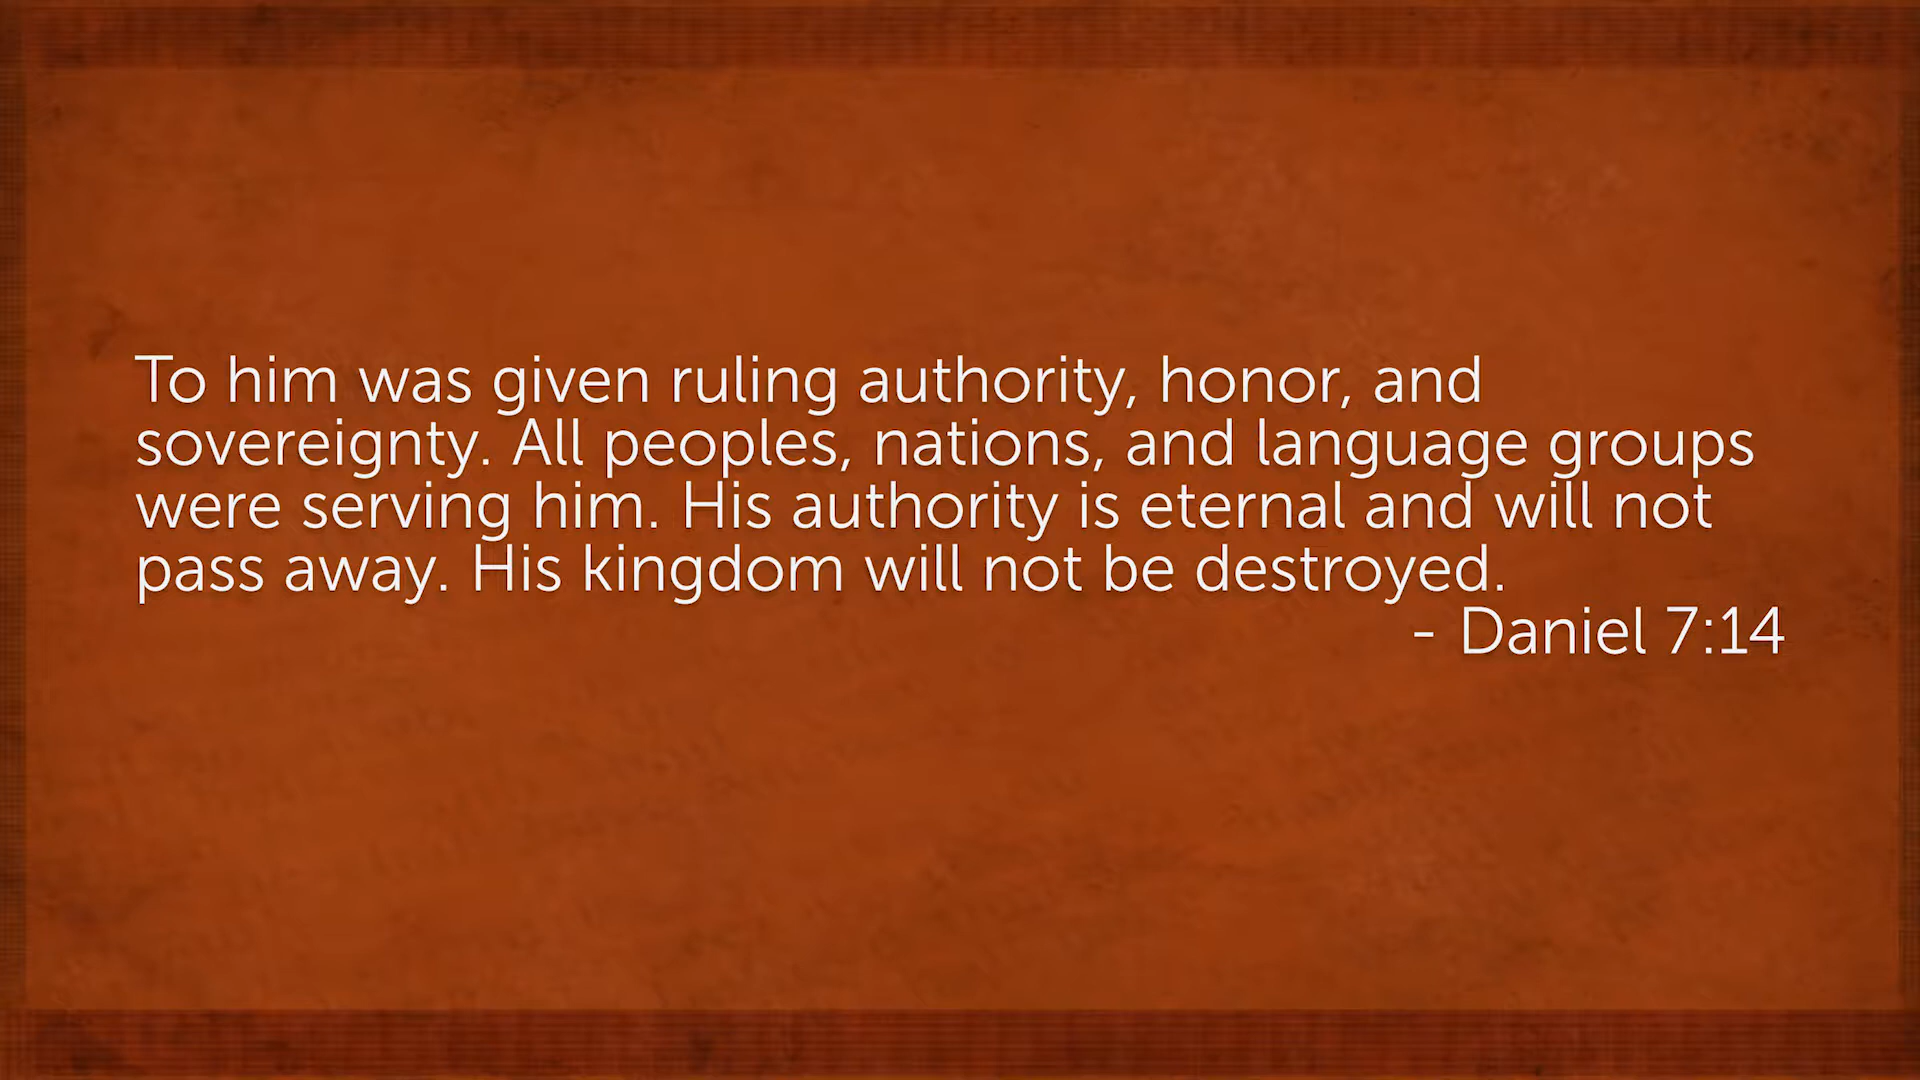 To him was given ruling authority, honor, and
sovereignty. All peoples, nations, and language groups
were serving him. His authority is eternal and will not
pass away. His kingdom will not be destroyed.
- Daniel 7:14